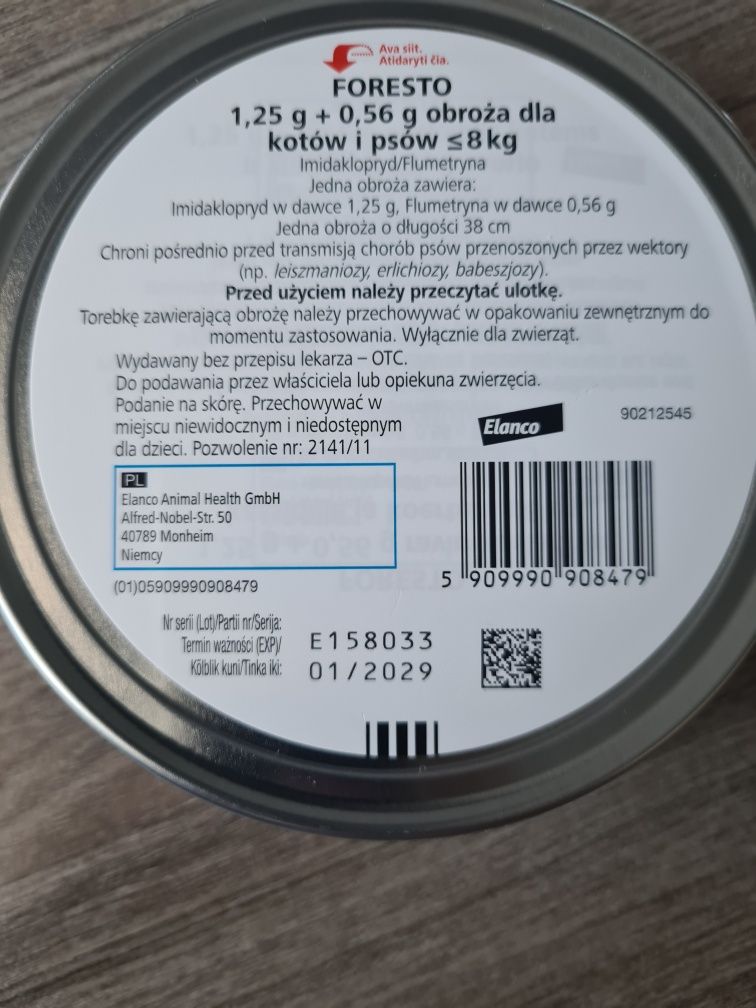 Ava siit.
Atidaryti čia.
FORESTO
1,25 g + 0,56 g obroża dla
kotów i psów ≤ 8 kg
Imidaklopryd/Flumetryna
Jedna obroża zawiera:
Imidaklopryd w dawce 1,25 g, Flumetryna w dawce 0,56 g
Jedna obroża o długości 38 cm
Chroni pośrednio przed transmisją chorób psów przenoszonych przez wektory
(np. leiszmaniozy, erlichiozy, babeszjozy).
Przed użyciem należy przeczytać ulotkę.
Torebkę zawierającą obrożę należy przechowywać w opakowaniu zewnętrznym do
momentu zastosowania. Wyłącznie dla zwierząt.
Wydawany bez przepisu lekarza – OTC.
Do podawania przez właściciela lub opiekuna zwierzęcia.
Podanie na skórę. Przechowywać w
miejscu niewidocznym i niedostępnym
dla dzieci. Pozwolenie nr: 2141/11
Elanco
90212545
PL
Elanco Animal Health GmbH
Alfred-Nobel-Str. 50
40789 Monheim
Niemcy
(01)05909990908479
5 909990 908479
Nr serii (Lot)/Partii nr/Serija:
Termin ważności (EXP)/
Kõlblik kuni/Tinka iki:
E158033
01/2029